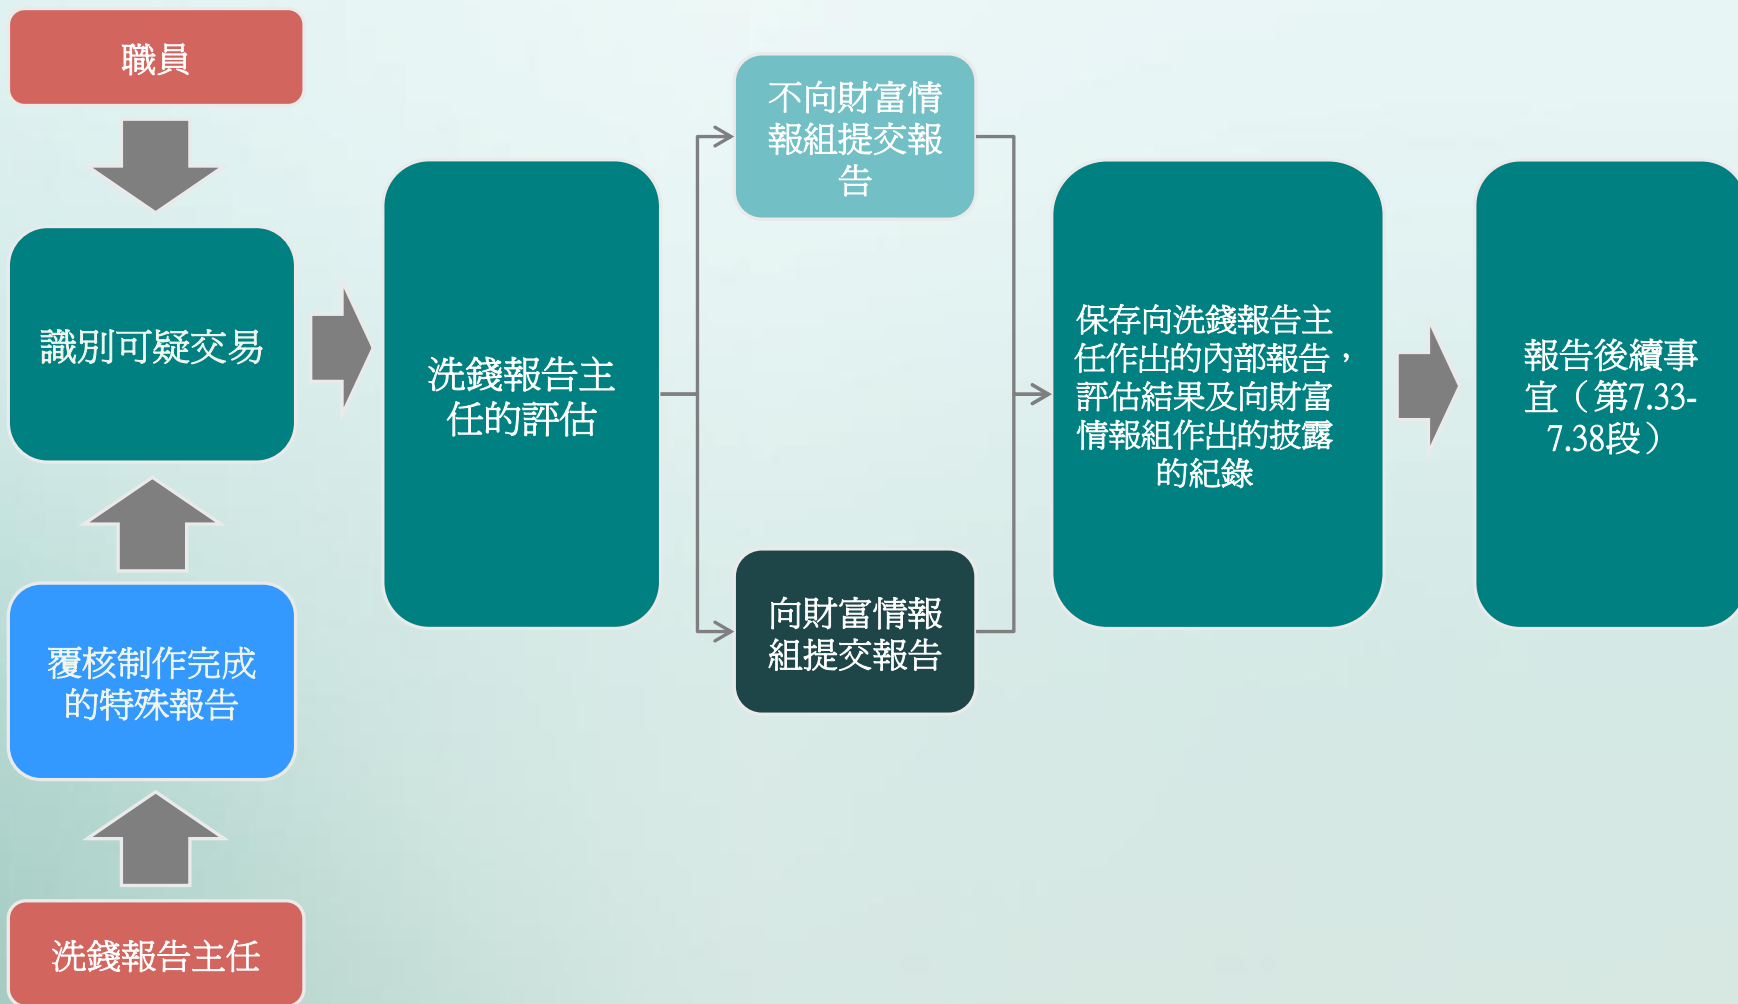 職員
識別可疑交易
覆核制作完成
的特殊報告
洗錢報告主任
洗錢報告主
任的評估
不向財富情
報組提交報
告
向財富情報
組提交報告
保存向洗錢報告主
任作出的內部報告，
評估結果及向財富
情報組作出的披露
的紀錄
報告後續事
宜（第7.33-
7.38段）